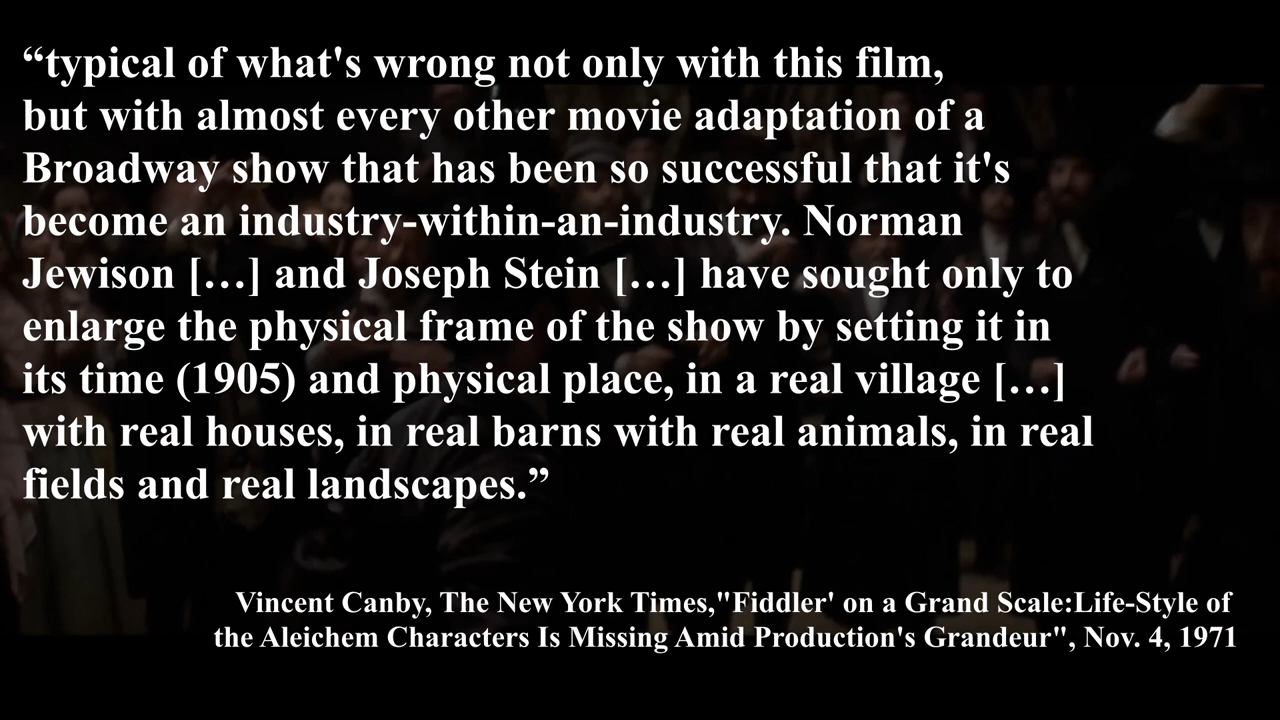 “typical of what's wrong not only with this film,
but with almost every other movie adaptation of a
Broadway show that has been so successful that it's
become an industry-within-an-industry. Norman
Jewison […] and Joseph Stein […] have sought only to
enlarge the physical frame of the show by setting it in
its time (1905) and physical place, in a real village […]
with real houses, in real barns with real animals, in real
fields and real landscapes.”
Vincent Canby, The New York Times,"Fiddler' on a Grand Scale:Life-Style of
the Aleichem Characters Is Missing Amid Production's Grandeur", Nov. 4, 1971